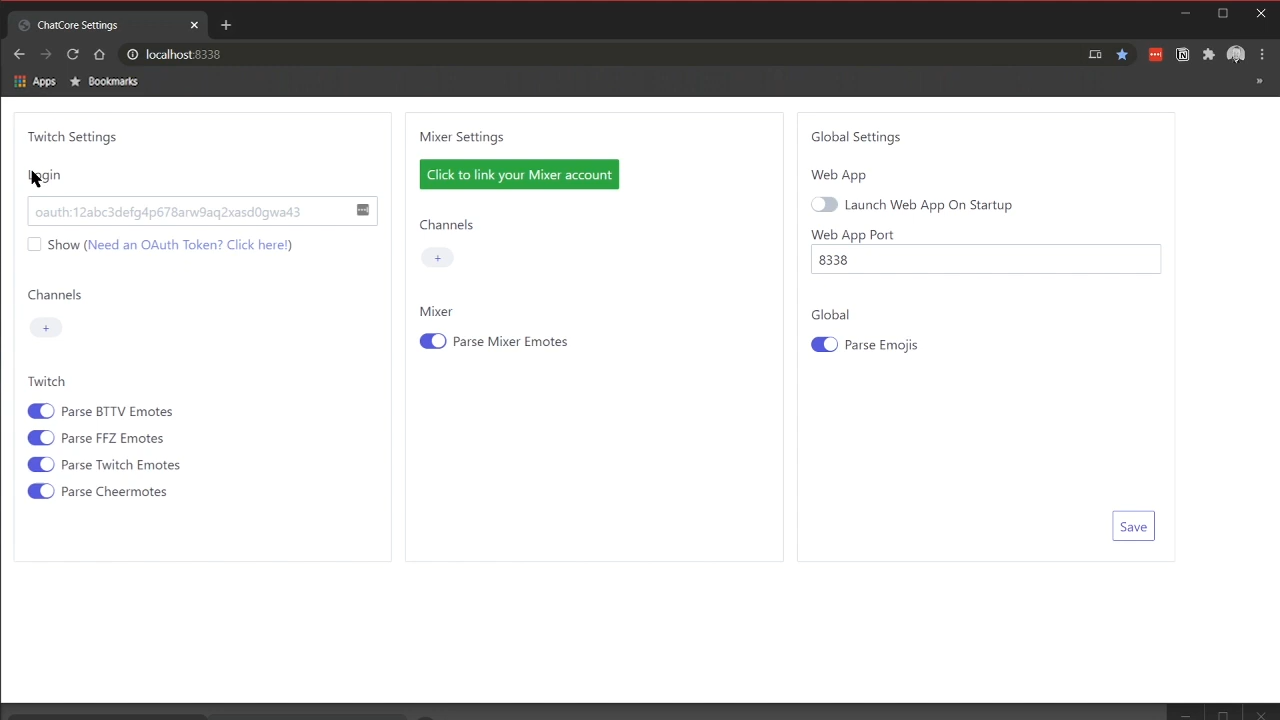 ChatCore Settings
localhost:8338
Apps
Bookmarks
Twitch Settings
Login
oauth:12abc3defg4p678arw9aq2xasd0gwa43
Show (Need an OAuth Token? Click here!)
Channels
+
Twitch
Parse BTTV Emotes
Parse FFZ Emotes
Parse Twitch Emotes
Parse Cheermotes
Mixer Settings
Click to link your Mixer account
Channels
+
Mixer
Parse Mixer Emotes
Global Settings
Web App
Launch Web App On Startup
Web App Port
8338
Global
Parse Emojis
Save